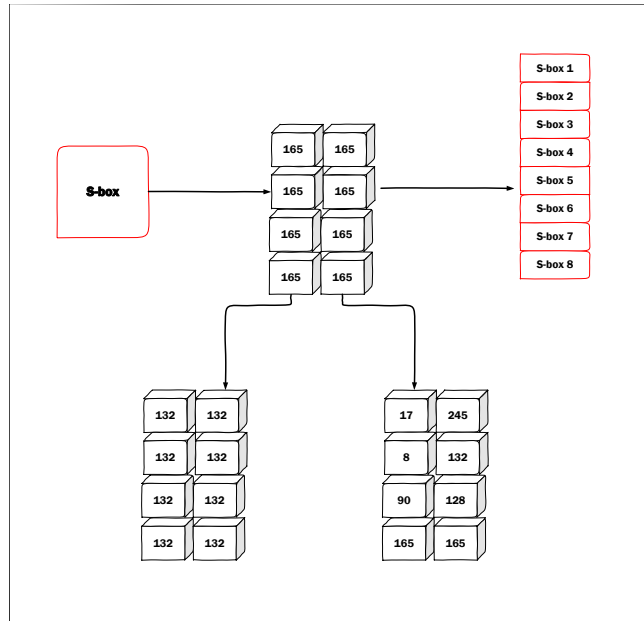 S-box
165 165
165 165
165 165
165 165
S-box 1
S-box 2
S-box 3
S-box 4
S-box 5
S-box 6
S-box 7
S-box 8
132 132
132 132
132 132
132 132
17 245
8 132
90 128
165 165